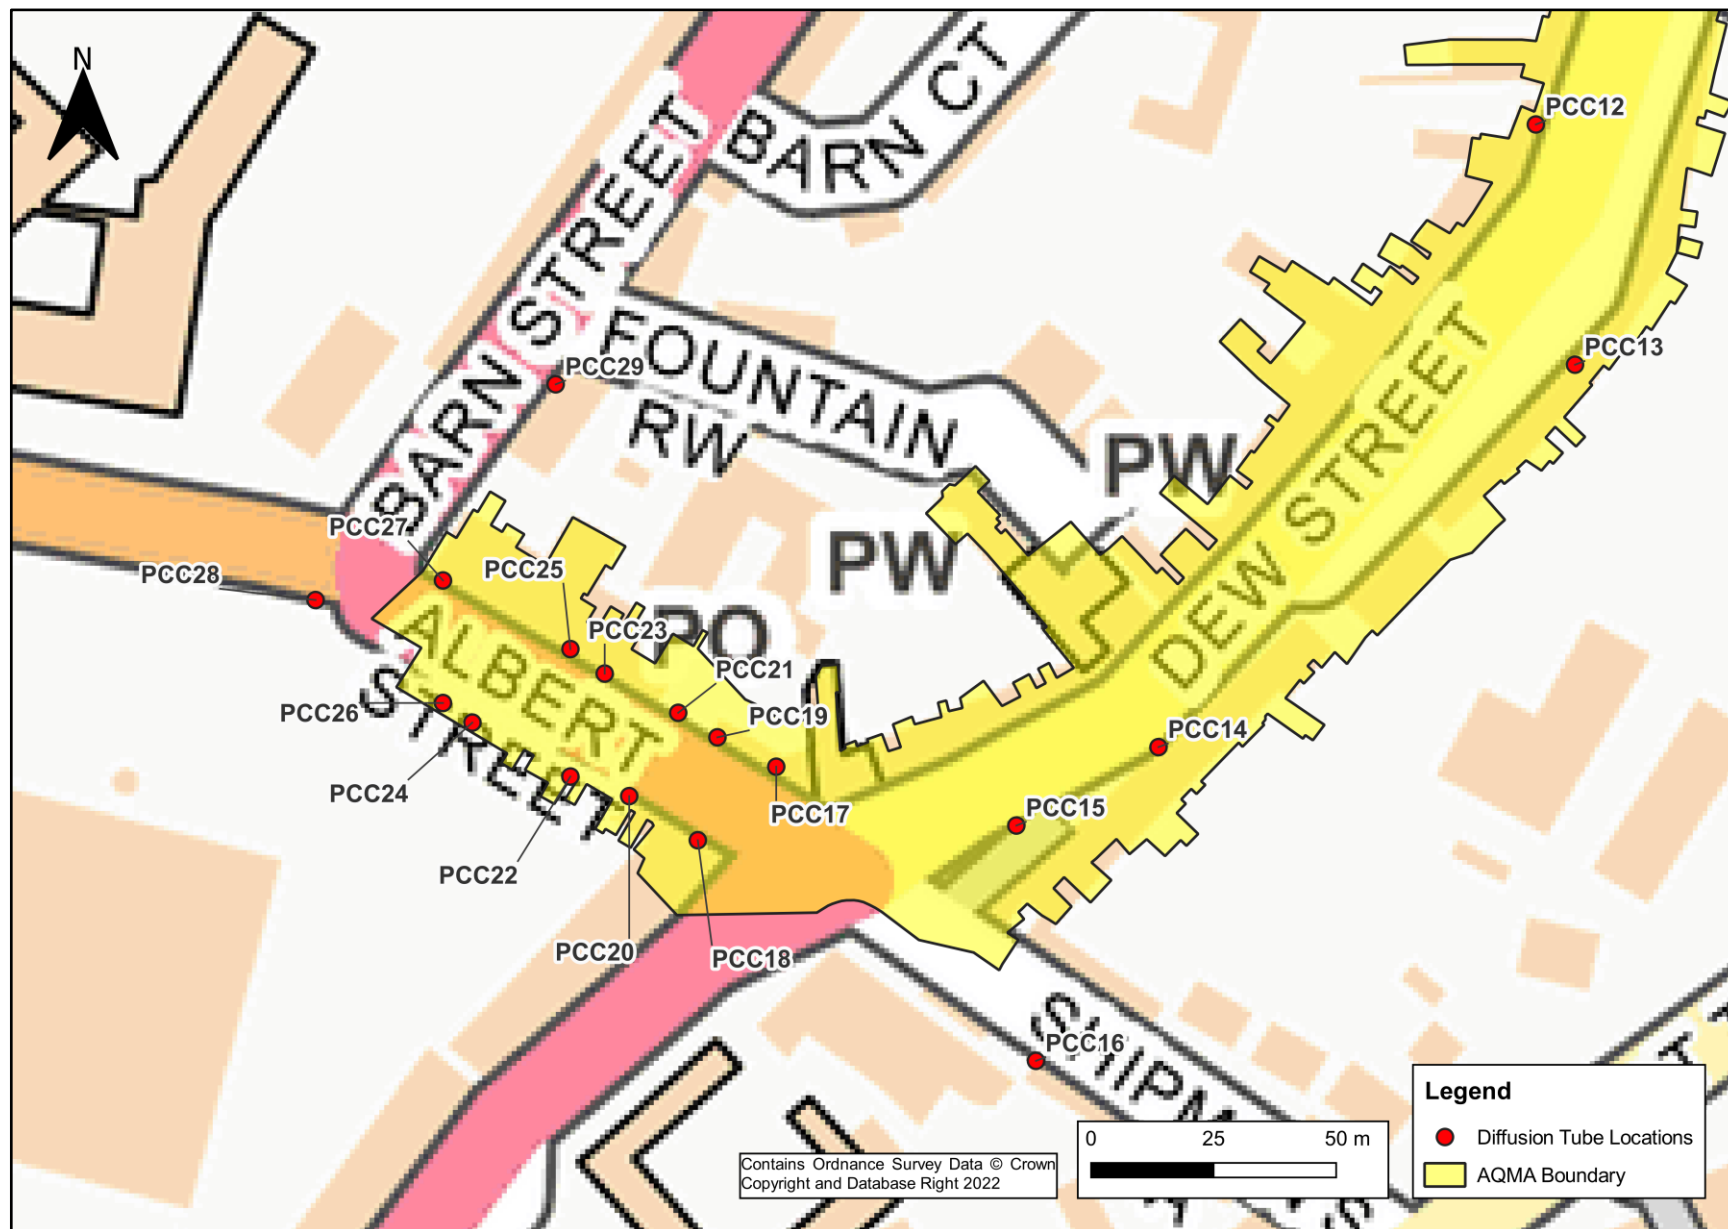 N
BARN STREET
BARN CT
PCC12
PCC13
PCC29
FOUNTAIN
RW
PW
PW
PO
DEW STREET
PCC27
PCC28
PCC25
PCC23
PCC21
PCC19
PCC17
ALBERT
STREET
PCC26
PCC24
PCC22
PCC20
PCC18
PCC14
PCC15
PCC16
SHIPM
Legend
Diffusion Tube Locations
AQMA Boundary
0 25 50 m
Contains Ordnance Survey Data © Crown
Copyright and Database Right 2022